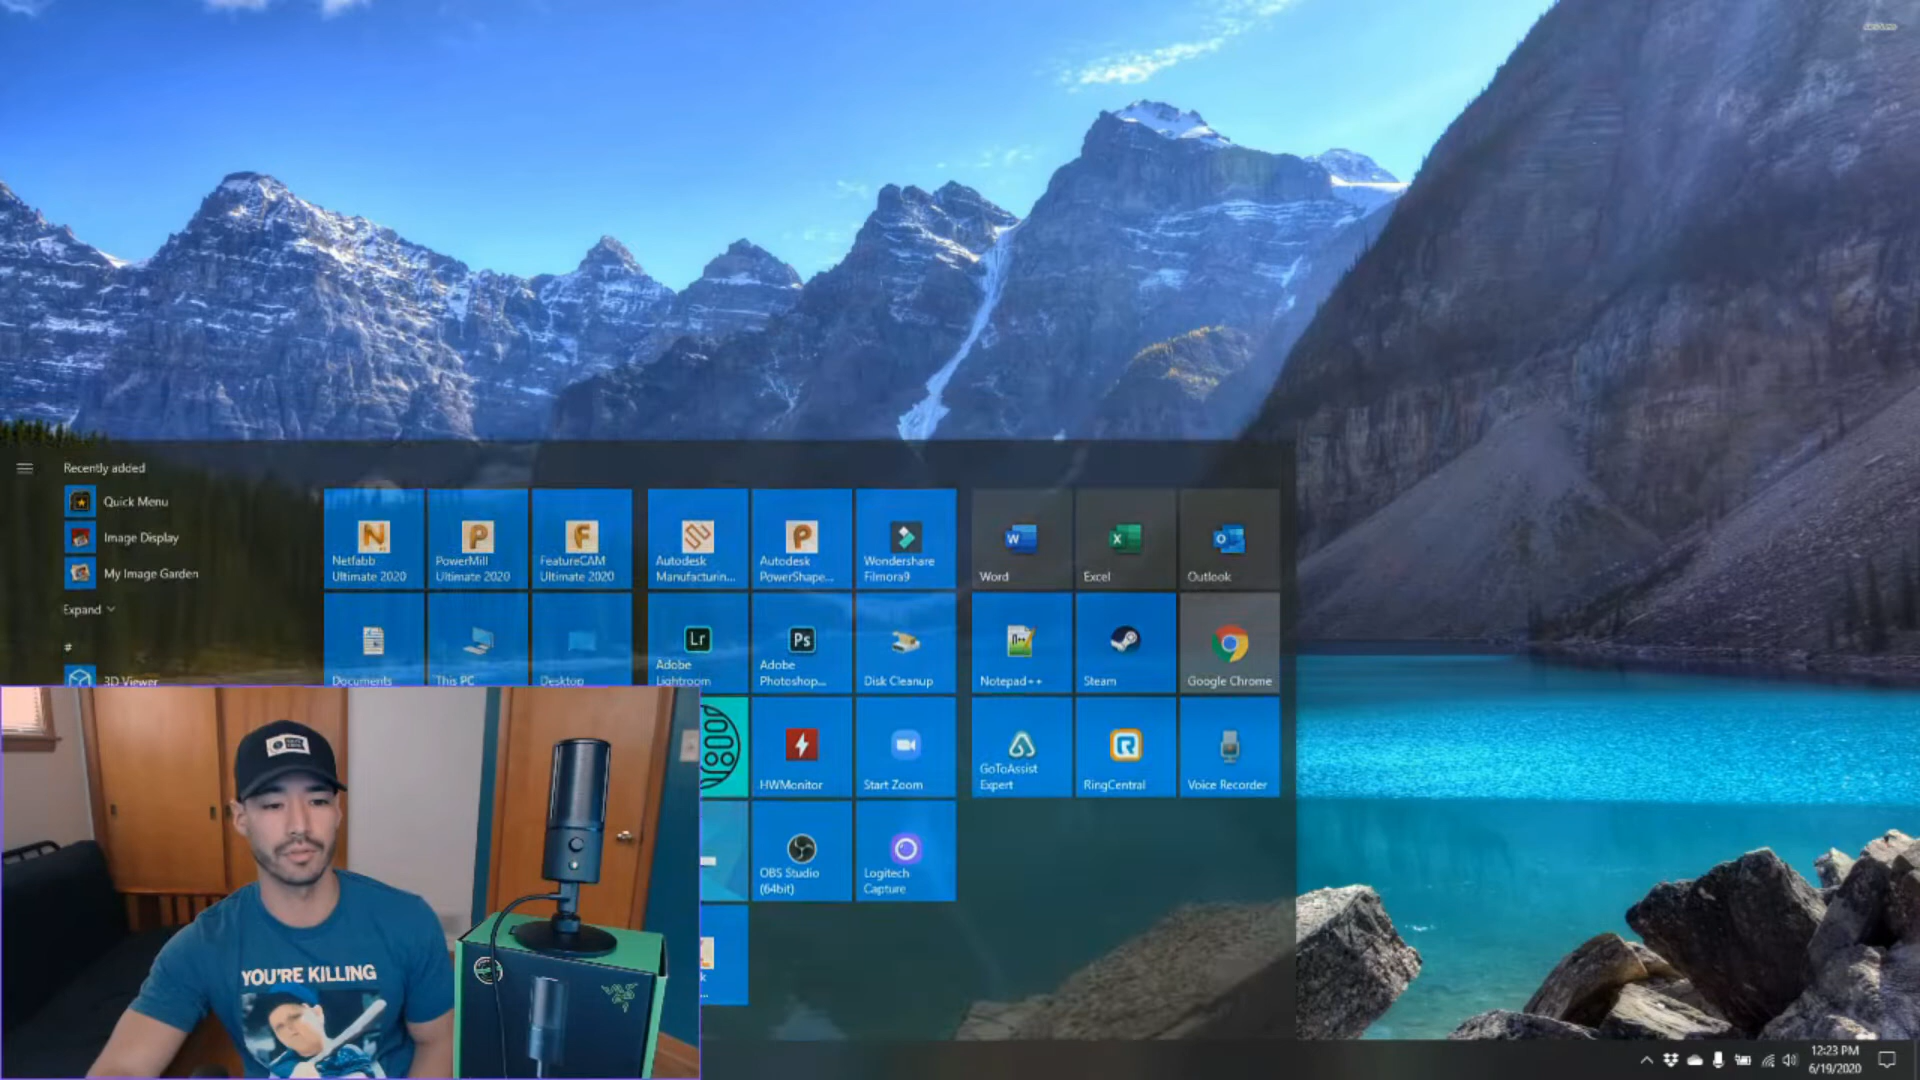 Recently added
Quick Menu
Image Display
My Image Garden
Expand
#
3D Viewer
Netfabb
Ultimate 2020
PowerMill
Ultimate 2020
FeatureCAM
Ultimate 2020
Autodesk
Manufacturin...
Autodesk
PowerShape...
Wondershare
Filmora9
Word
Excel
Outlook
Documents
This PC
Desktop
Lr
Adobe
Lightroom
Ps
Adobe
Photoshop...
Disk Cleanup
Notepad++
Steam
Google Chrome
HWMonitor
Start Zoom
GoToAssist
Expert
RingCentral
Voice Recorder
OBS Studio
(64bit)
Logitech
Capture
YOU'RE KILLING
12:23 PM
6/19/2020